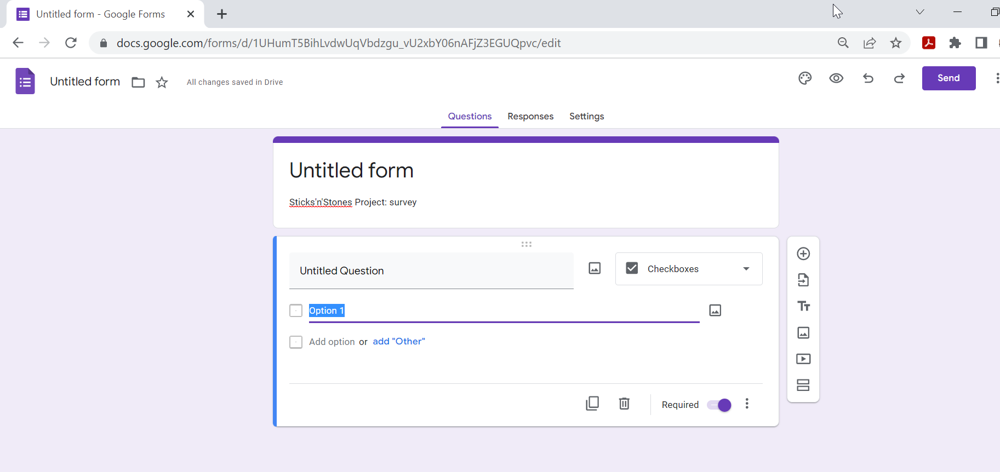 Untitled form - Google Forms
docs.google.com/forms/d/1UHumT5BihLvdwUqVbdzgu_vU2xbY06nAFjZ3EGUQpvc/edit
Untitled form
All changes saved in Drive
Send
Questions Responses Settings
Untitled form
Sticks'n'Stones Project: survey
Untitled Question
Checkboxes
Option 1
Add option or add "Other"
Required